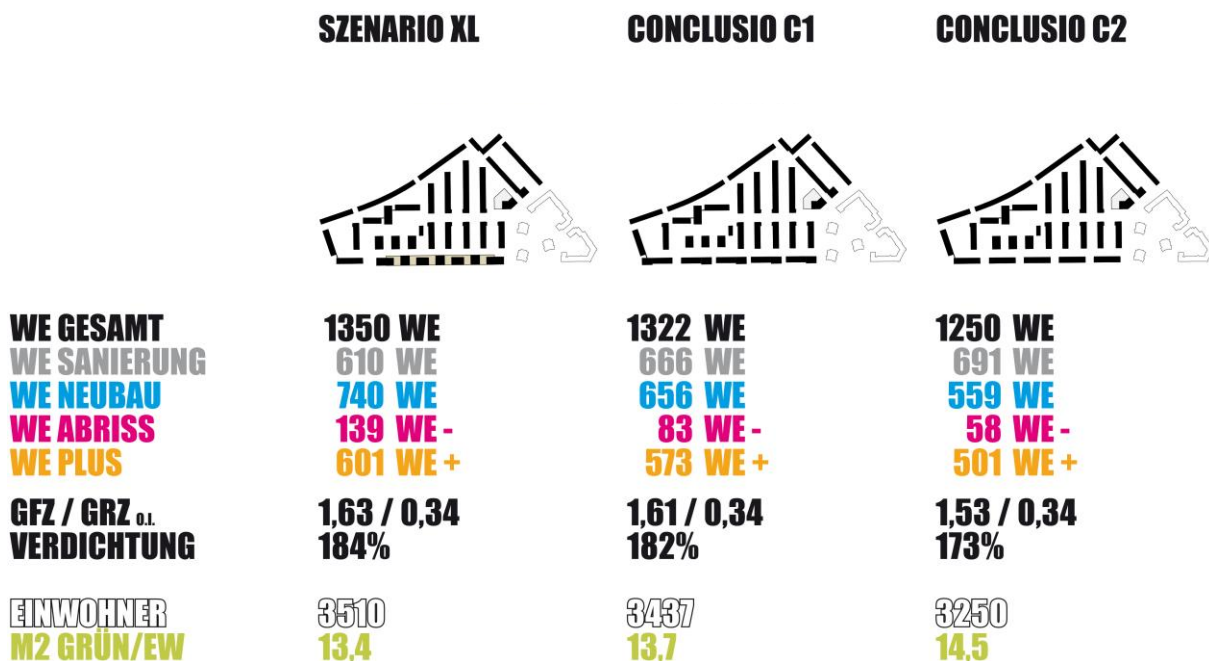 SZENARIO XL CONCLUSIO C1 CONCLUSIO C2
WE GESAMT 1350 WE 1322 WE 1250 WE
WE SANIERUNG 610 WE 666 WE 691 WE
WE NEUBAU 740 WE 656 WE 559 WE
WE ABRISS 139 WE - 83 WE - 58 WE -
WE PLUS 601 WE + 573 WE + 501 WE +
GFZ / GRZ O.I. 1,63 / 0,34 1,61 / 0,34 1,53 / 0,34
VERDICHTUNG 184% 182% 173%
EINWOHNER 3510 3437 3250
M2 GRÜN/EW 13,4 13,7 14,5